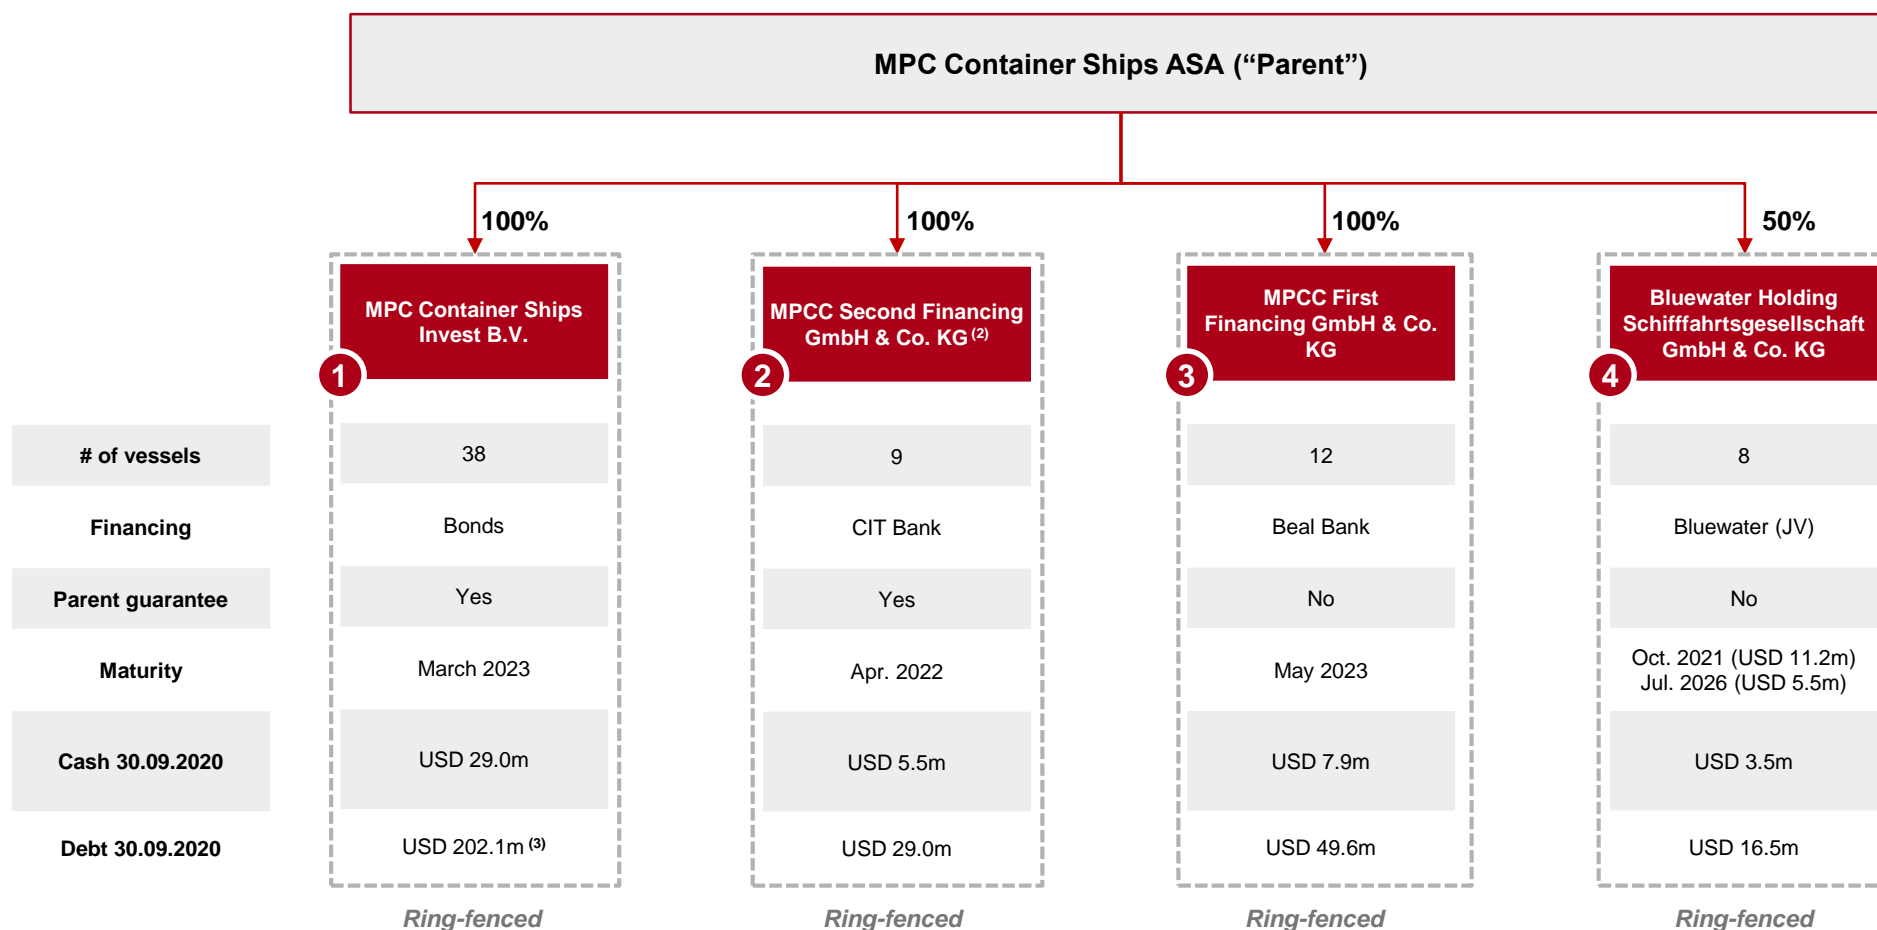 MPC Container Ships ASA (“Parent”)
100%
100%
100%
50%
MPC Container Ships
Invest B.V.
1
MPCC Second Financing
GmbH & Co. KG (2)
2
MPCC First
Financing GmbH & Co.
KG
3
Bluewater Holding
Schifffahrtsgesellschaft
GmbH & Co. KG
4
# of vessels
38
9
12
8
Financing
Bonds
CIT Bank
Beal Bank
Bluewater (JV)
Parent guarantee
Yes
Yes
No
No
Maturity
March 2023
Apr. 2022
May 2023
Oct. 2021 (USD 11.2m)
Jul. 2026 (USD 5.5m)
Cash 30.09.2020
USD 29.0m
USD 5.5m
USD 7.9m
USD 3.5m
Debt 30.09.2020
USD 202.1m (3)
USD 29.0m
USD 49.6m
USD 16.5m
Ring-fenced
Ring-fenced
Ring-fenced
Ring-fenced